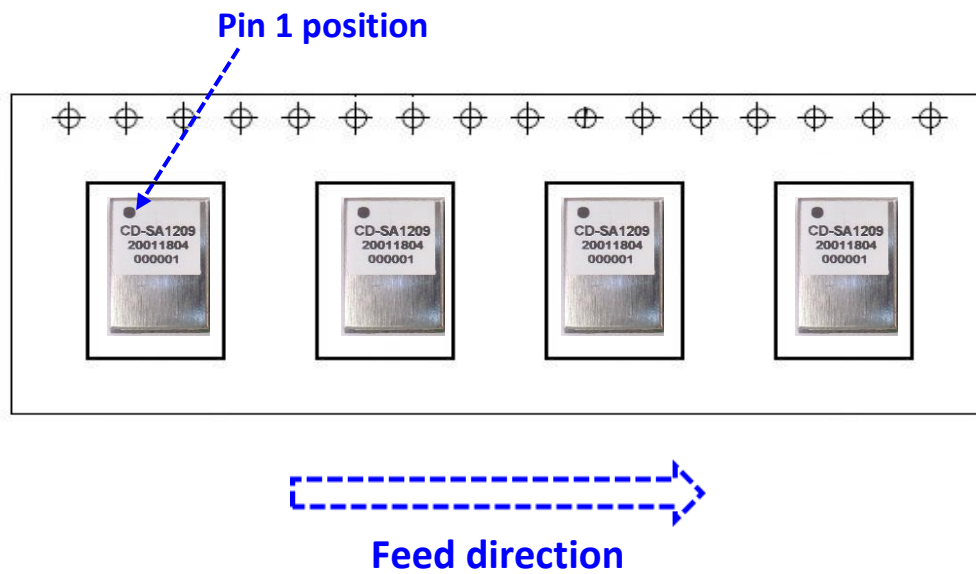 Pin 1 position
CD-SA1209
20011804
000001
CD-SA1209
20011804
000001
CD-SA1209
20011804
000001
CD-SA1209
20011804
000001
Feed direction